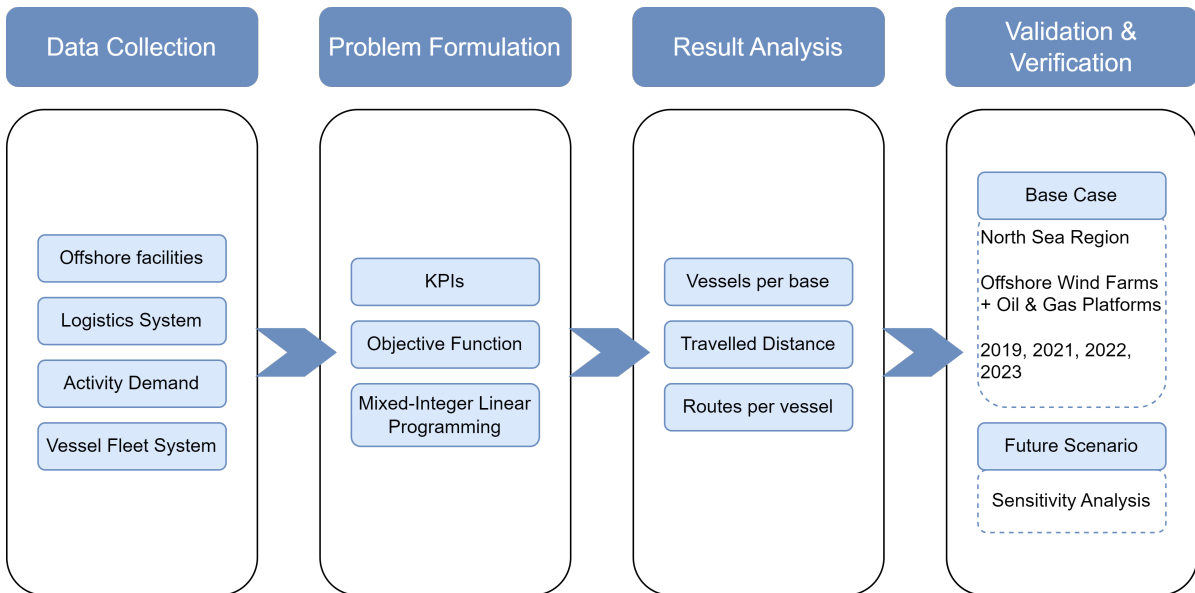 Data Collection
Offshore facilities
Logistics System
Activity Demand
Vessel Fleet System
Problem Formulation
KPIs
Objective Function
Mixed-Integer Linear
Programming
Result Analysis
Vessels per base
Travelled Distance
Routes per vessel
Validation &
Verification
Base Case
North Sea Region
Offshore Wind Farms
+ Oil & Gas Platforms
2019, 2021, 2022,
2023
Future Scenario
Sensitivity Analysis